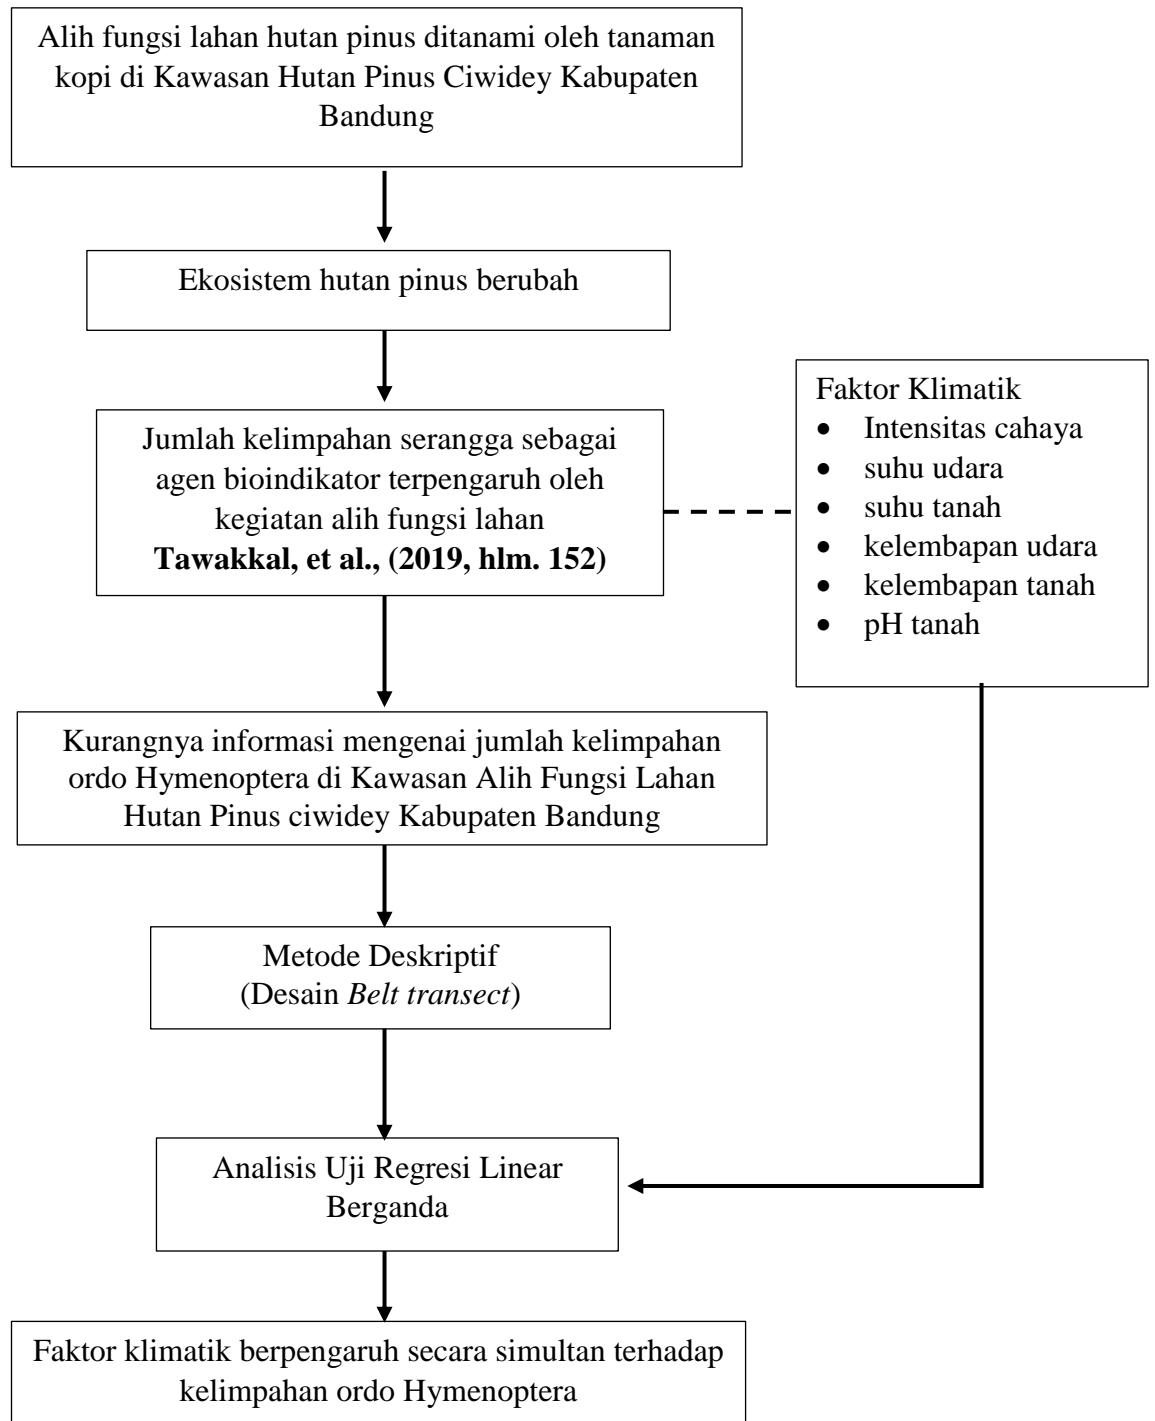 Alih fungsi lahan hutan pinus ditanami oleh tanaman
kopi di Kawasan Hutan Pinus Ciwidey Kabupaten
Bandung
Ekosistem hutan pinus berubah
Jumlah kelimpahan serangga sebagai
agen bioindikator terpengaruh oleh
kegiatan alih fungsi lahan
Tawakkal, et al., (2019, hlm. 152)
Faktor Klimatik
• Intensitas cahaya
• suhu udara
• suhu tanah
• kelembapan udara
• kelembapan tanah
• pH tanah
Kurangnya informasi mengenai jumlah kelimpahan
ordo Hymenoptera di Kawasan Alih Fungsi Lahan
Hutan Pinus ciwidey Kabupaten Bandung
Metode Deskriptif
(Desain Belt transect)
Analisis Uji Regresi Linear
Berganda
Faktor klimatik berpengaruh secara simultan terhadap
kelimpahan ordo Hymenoptera